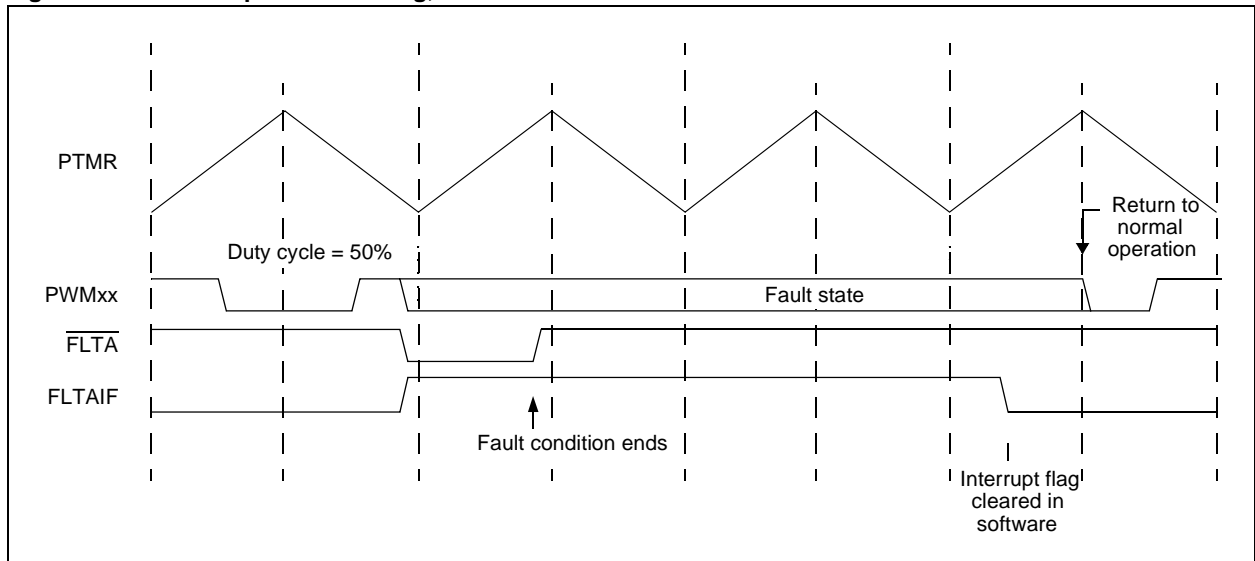 PTMR
Return to
normal
operation
Duty cycle = 50%
PWMxx
Fault state
FLTA
FLTAIF
Fault condition ends
Interrupt flag
cleared in
software